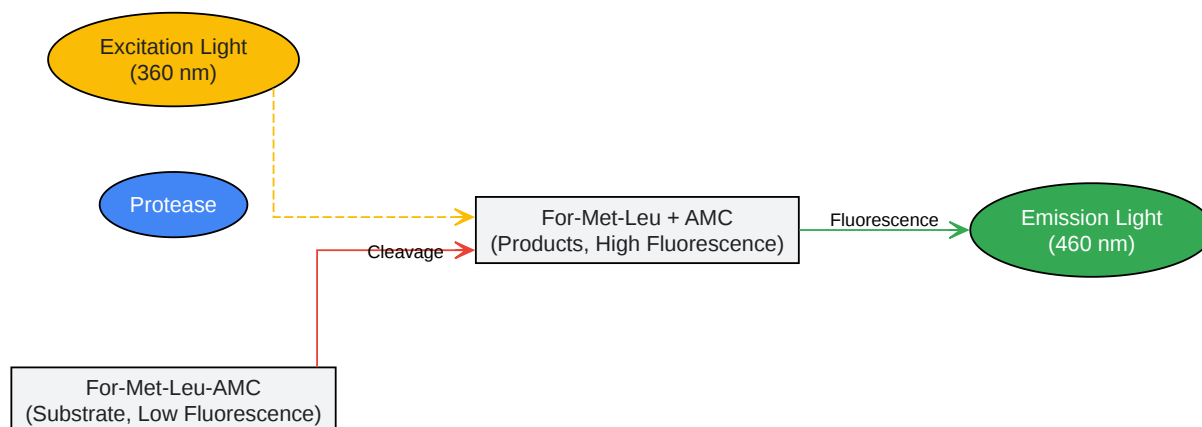 Excitation Light
(360 nm)
Protease
For-Met-Leu + AMC
(Products, High Fluorescence)
Fluorescence
Emission Light
(460 nm)
Cleavage
For-Met-Leu-AMC
(Substrate, Low Fluorescence)